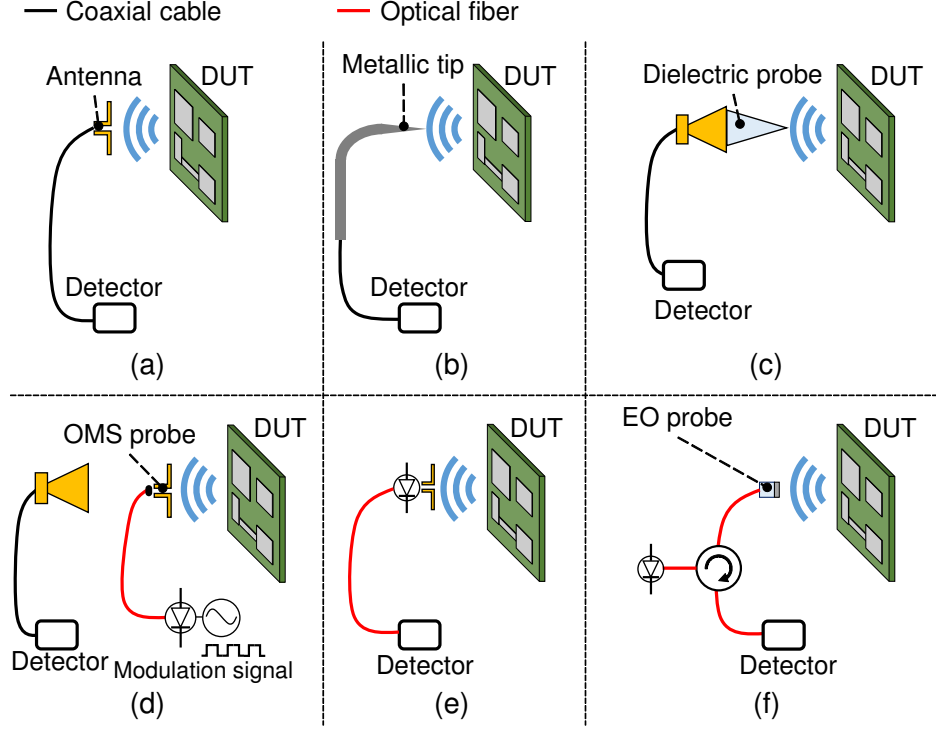 Coaxial cable
Optical fiber
Antenna
DUT
Detector
(a)
Metallic tip
DUT
Detector
(b)
Dielectric probe
DUT
Detector
(c)
OMS probe
DUT
Detector
Modulation signal
(d)
DUT
Detector
(e)
EO probe
DUT
Detector
(f)